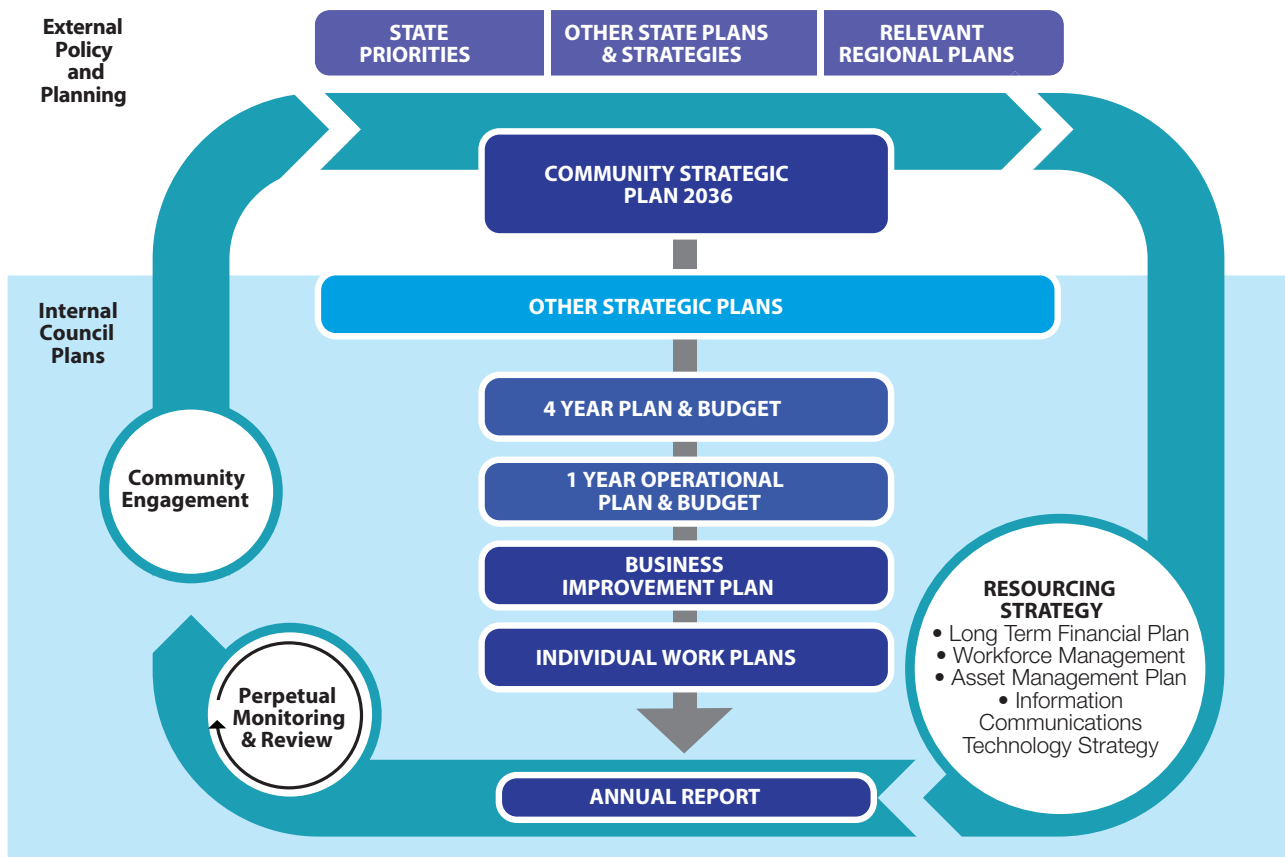 External
Policy
and
Planning
STATE
PRIORITIES
OTHER STATE PLANS
& STRATEGIES
RELEVANT
REGIONAL PLANS
COMMUNITY STRATEGIC
PLAN 2036
Internal
Council
Plans
OTHER STRATEGIC PLANS
4 YEAR PLAN & BUDGET
Community
Engagement
1 YEAR OPERATIONAL
PLAN & BUDGET
BUSINESS
IMPROVEMENT PLAN
INDIVIDUAL WORK PLANS
RESOURCING
STRATEGY
• Long Term Financial Plan
• Workforce Management
• Asset Management Plan
• Information
Communications
Technology Strategy
Perpetual
Monitoring
& Review
ANNUAL REPORT